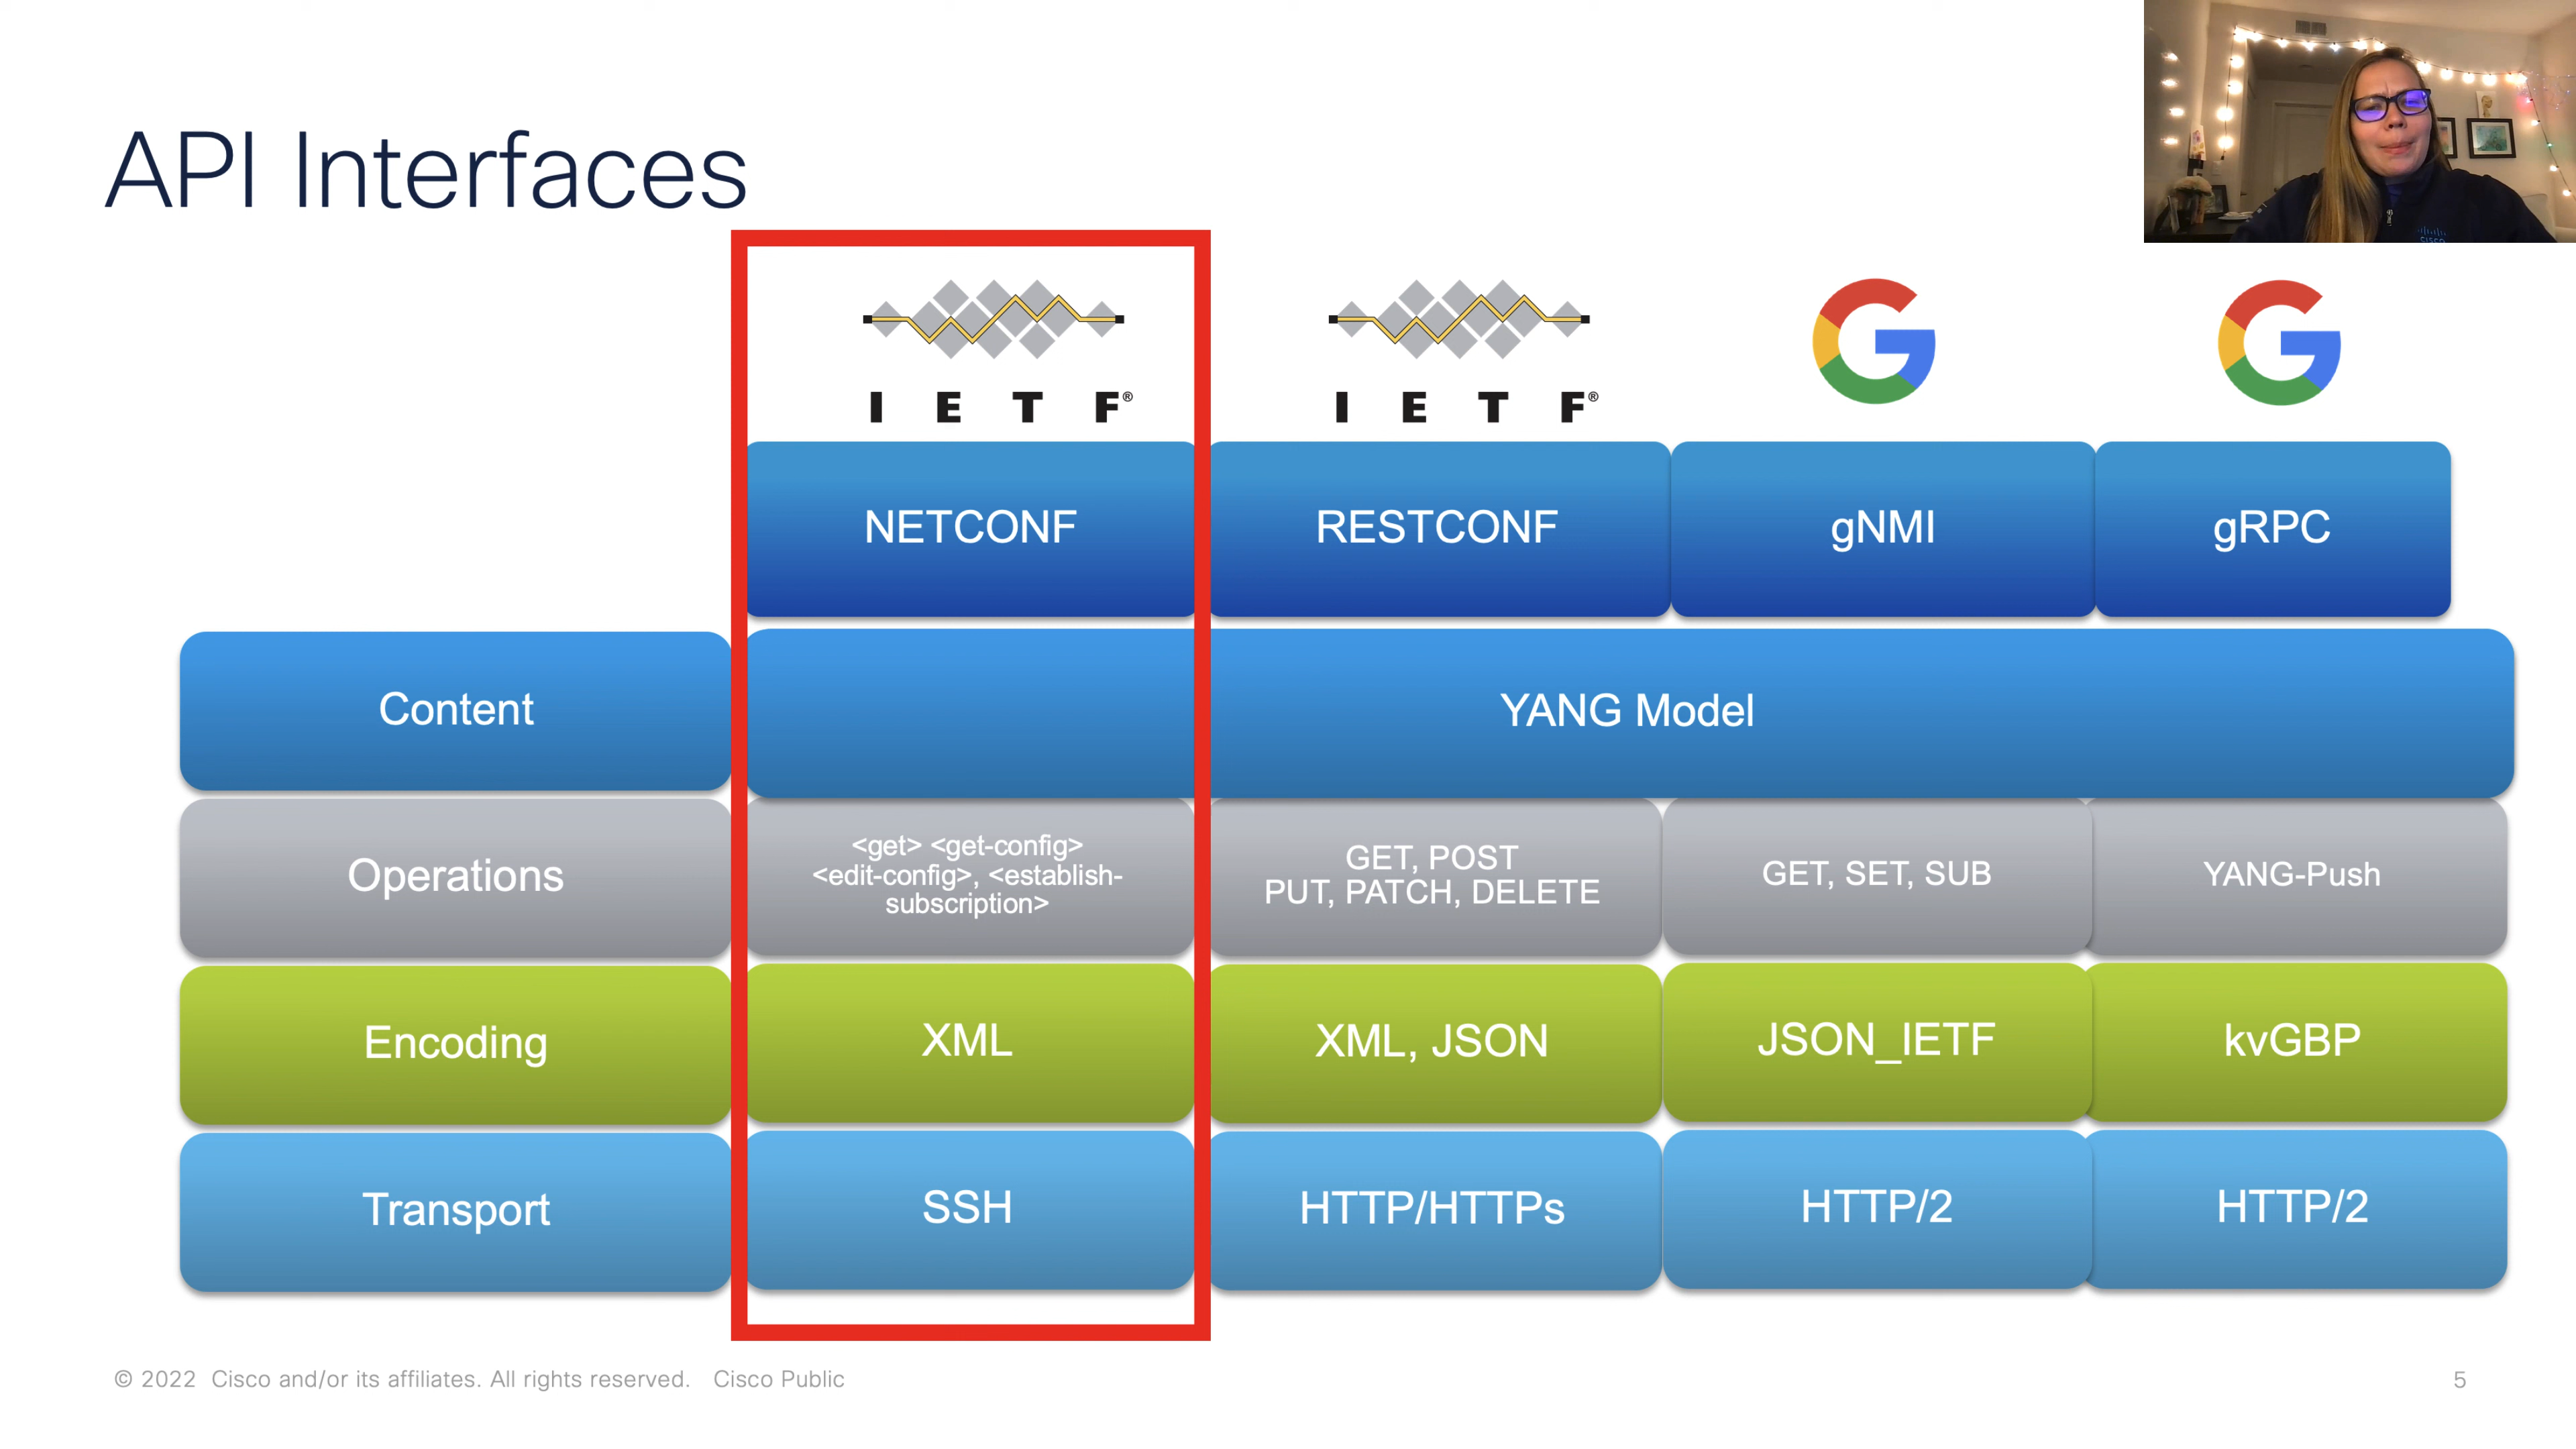 API Interfaces
cisco
I E T F®
I E T F®
NETCONF
RESTCONF
gNMI
gRPC
Content
YANG Model
Operations
<get> <get-config>
<edit-config>, <establish-
subscription>
GET, POST
PUT, PATCH, DELETE
GET, SET, SUB
YANG-Push
Encoding
XML
XML, JSON
JSON_IETF
kvGBP
Transport
SSH
HTTP/HTTPs
HTTP/2
HTTP/2
© 2022 Cisco and/or its affiliates. All rights reserved. Cisco Public
5